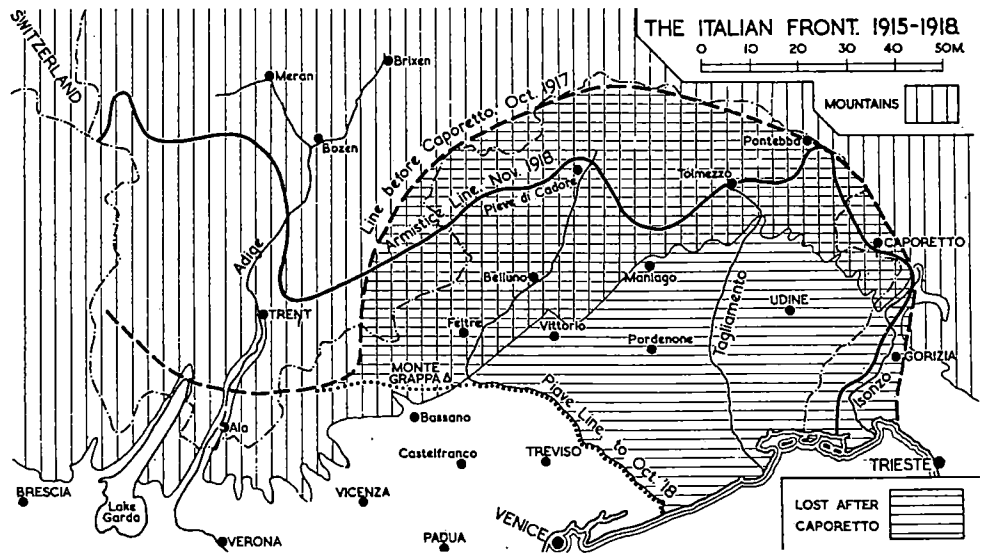 THE ITALIAN FRONT. 1915-1918
0 10 20 30 40 50M.
MOUNTAINS
SWITZERLAND
Meran
Brixen
Bozen
Line before Caporetto. Oct. 1917
Armistice Line. Nov. 1918
Pontebba
Pieve di Cadore
Tolmezzo
Adige
CAPORETTO
Belluno
Maniago
Tagliamento
UDINE
TRENT
Feltre
Vittorio
Pordenone
GORIZIA
MONTE
GRAPPA
Isonzo
Piave Line, to Oct. '18
Bassano
Ala
Castelfranco
TREVISO
TRIESTE
BRESCIA
Lake
Garda
VICENZA
VENICE
LOST AFTER
CAPORETTO
VERONA
PADUA